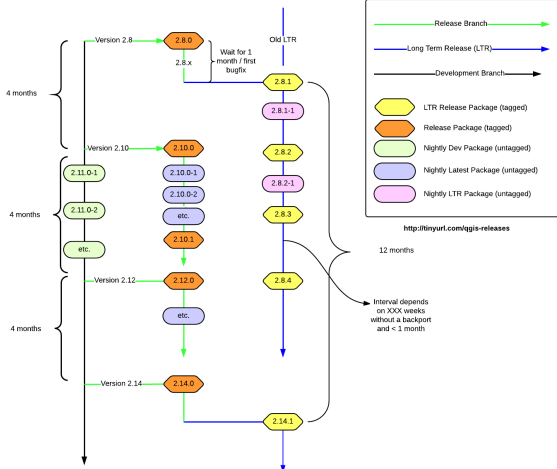 Version 2.8
2.8.0
2.8.x
Wait for 1
month / first
bugfix
Old LTR
2.8.1
4 months
2.8.1-1
2.8.2
Version 2.10
2.10.0
2.11.0-1
2.10.0-1
2.8.2-1
2.10.0-2
2.11.0-2
etc.
2.8.3
4 months
2.10.1
etc.
12 months
Version 2.12
2.12.0
2.8.4
Interval depends
on XXX weeks
without a backport
and < 1 month
etc.
4 months
Version 2.14
2.14.0
2.14.1
Release Branch
Long Term Release (LTR)
Development Branch
LTR Release Package (tagged)
Release Package (tagged)
Nightly Dev Package (untagged)
Nightly Latest Package (untagged)
Nightly LTR Package (untagged)
http://tinyurl.com/qgis-releases